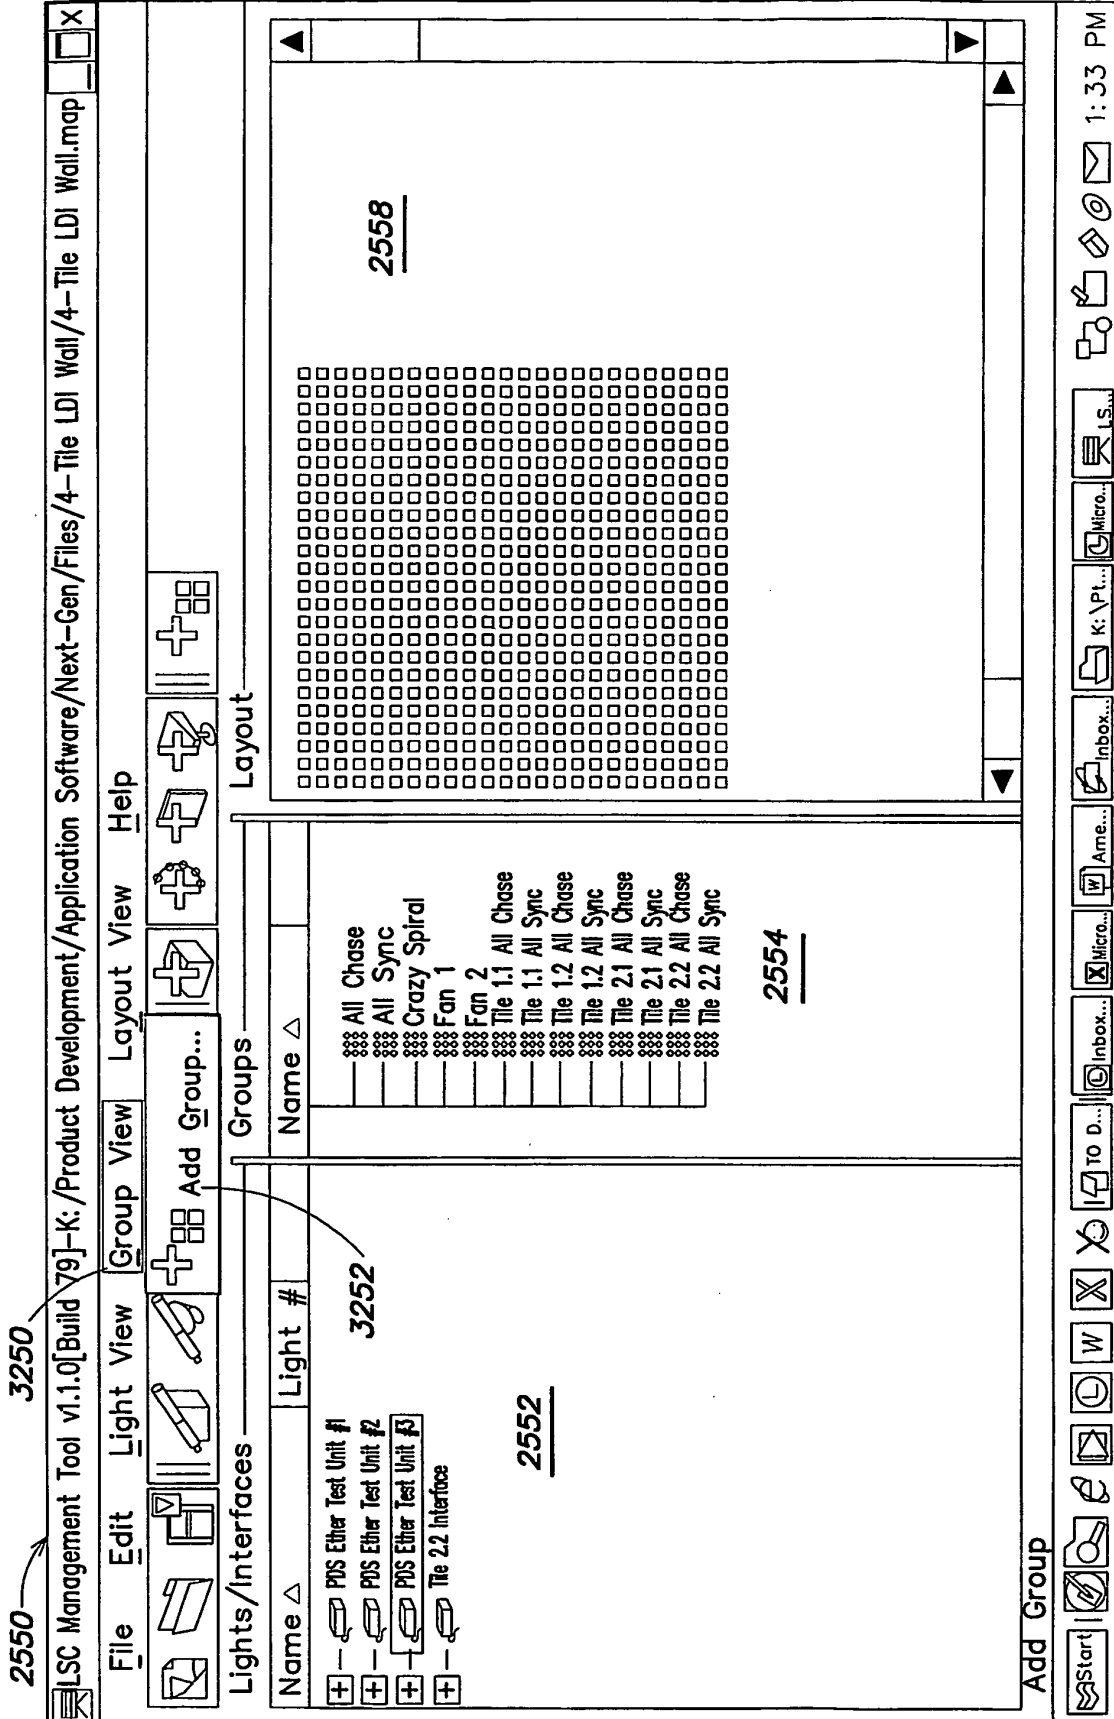 2550
3250
LSC Management Tool v1.1.0[Build 79]-K:/Product Development/Application Software/Next-Gen/Files/4-Tile LDI Wall/4-Tile LDI Wall.map
File Edit Light View Group View Layout View Help
Add Group...
Lights/Interfaces
Groups
Layout
Name
Light #
Name
PDS Ether Test Unit #1
PDS Ether Test Unit #2
PDS Ether Test Unit #3
Tile 2.2 Interface
3252
2552
All Chase
All Sync
Crazy Spiral
Fan 1
Fan 2
Tile 1.1 All Chase
Tile 1.1 All Sync
Tile 1.2 All Chase
Tile 1.2 All Sync
Tile 2.1 All Chase
Tile 2.1 All Sync
Tile 2.2 All Chase
Tile 2.2 All Sync
2554
2558
Add Group
Start
TO D...
Inbox...
Micro...
Ame...
Inbox...
K:\Pt...
Micro...
LS...
1:33 PM